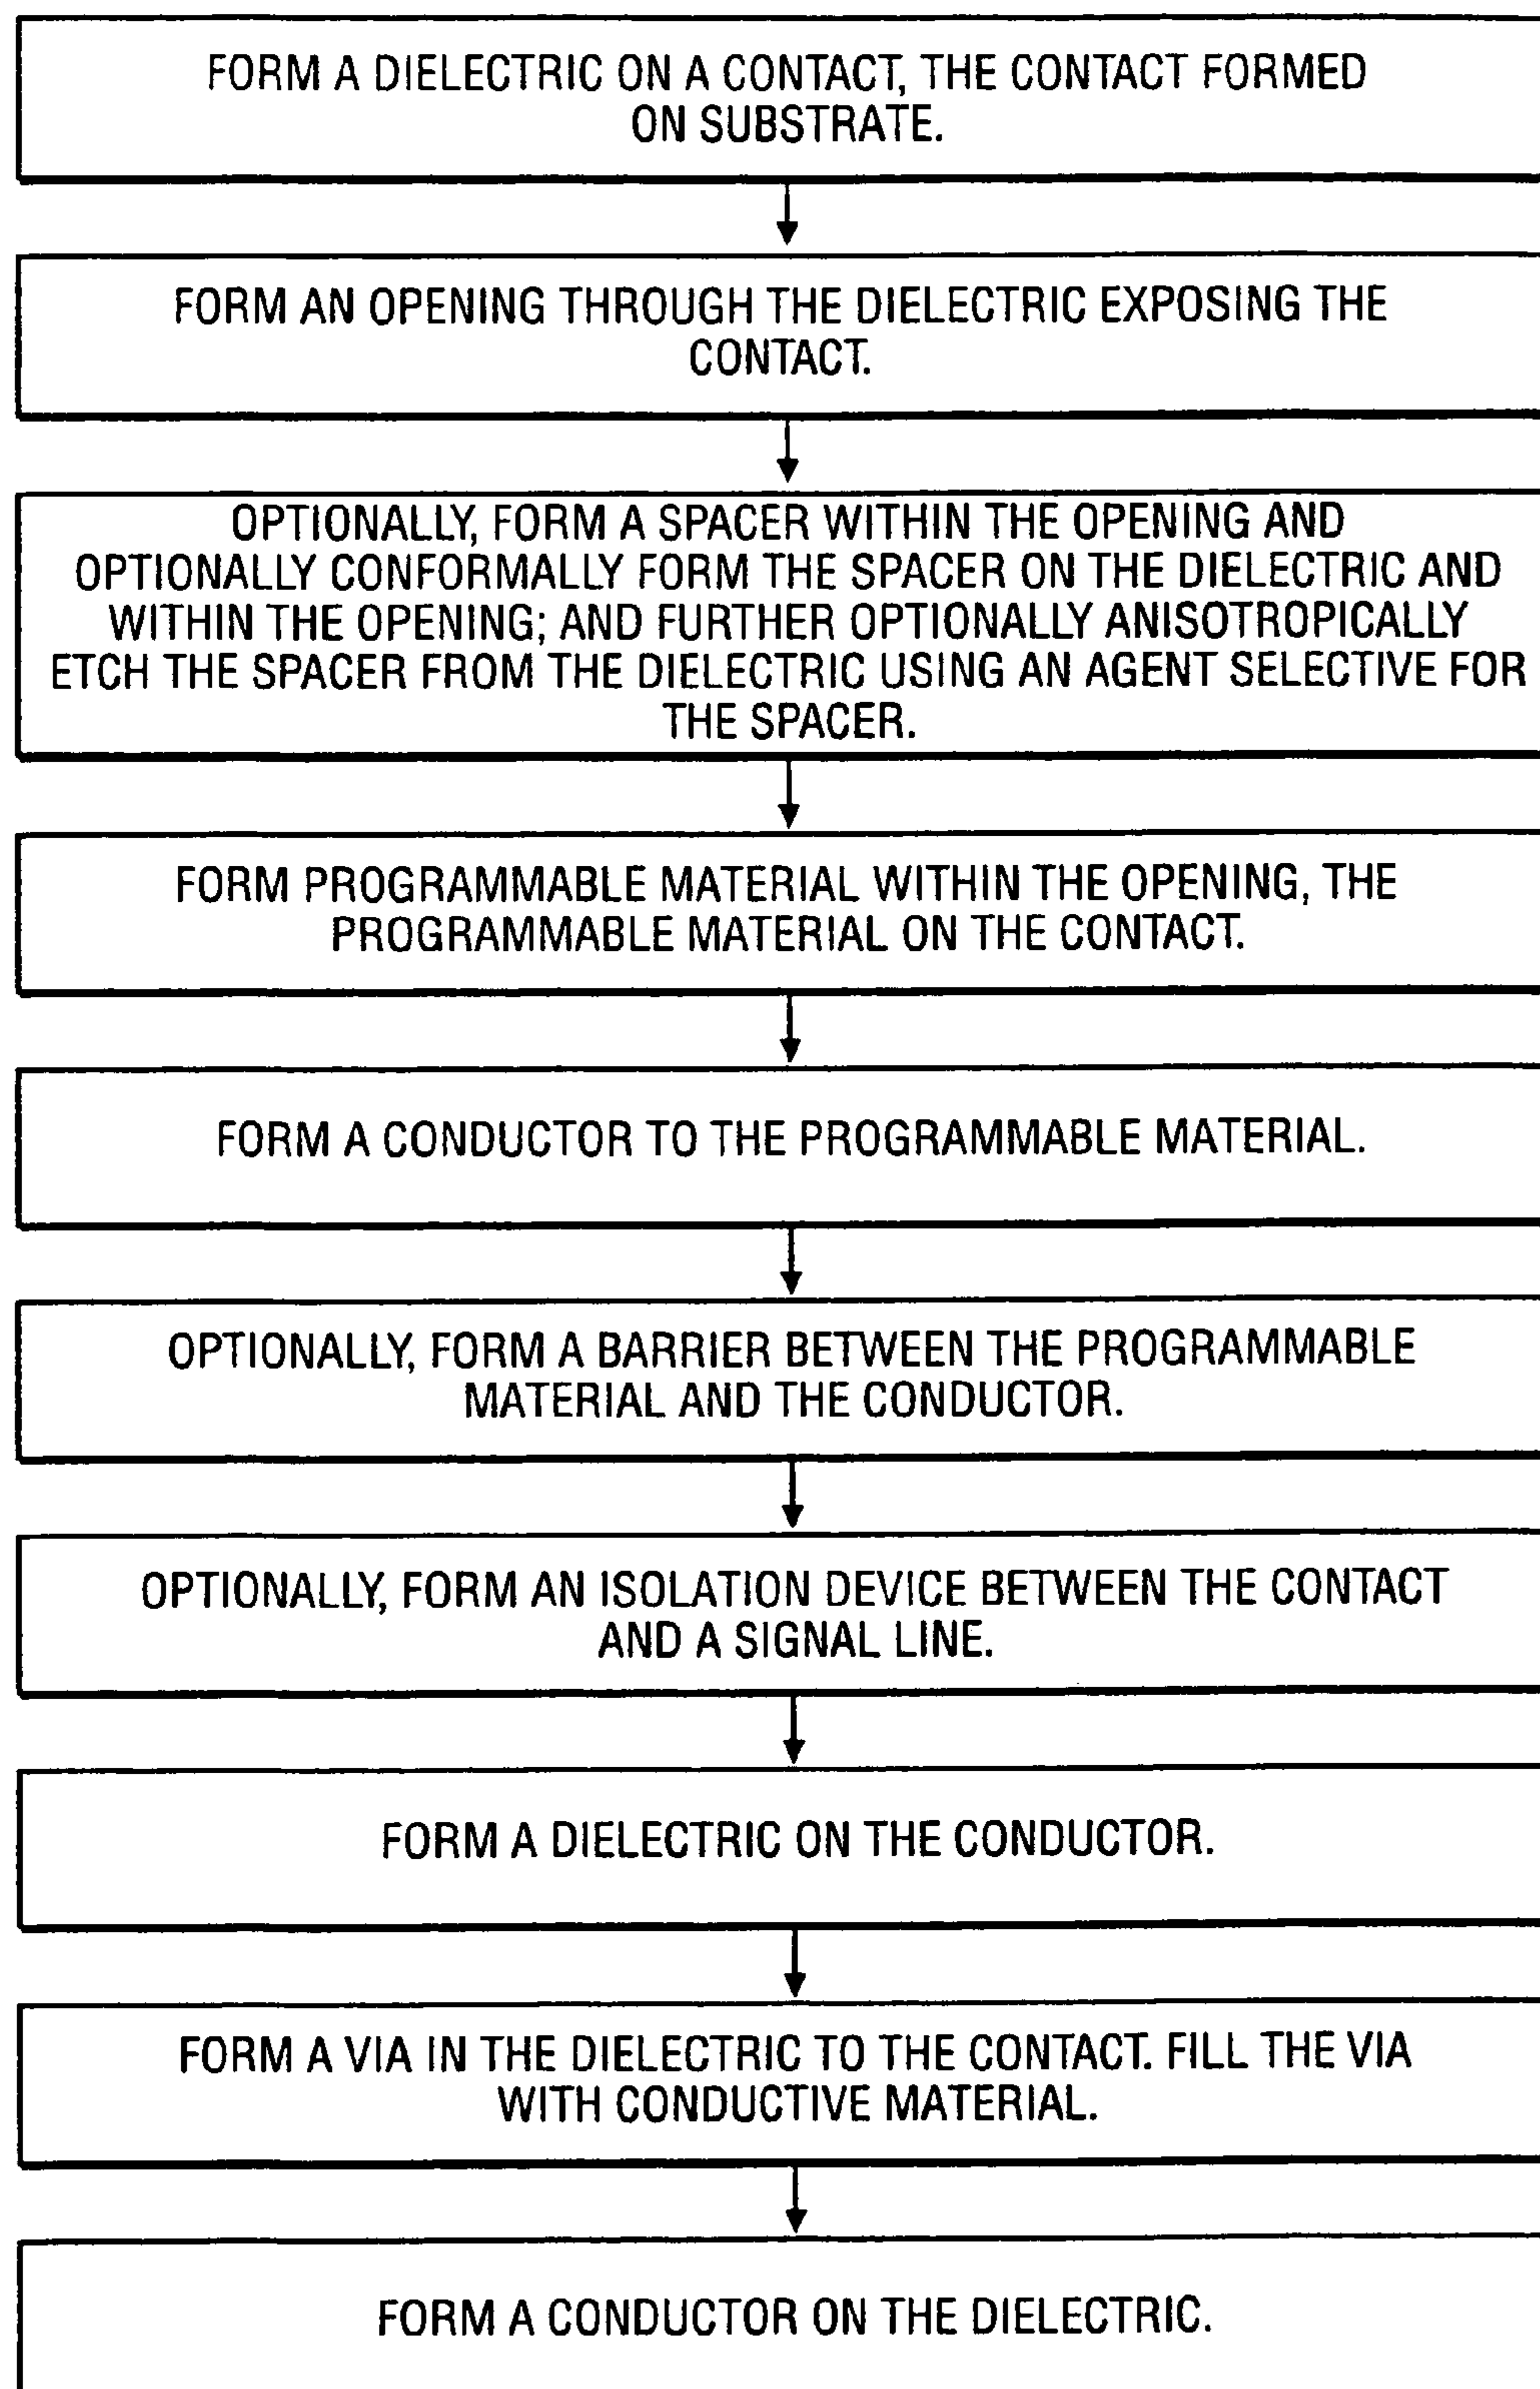 FORM A DIELECTRIC ON A CONTACT, THE CONTACT FORMED
ON SUBSTRATE.
FORM AN OPENING THROUGH THE DIELECTRIC EXPOSING THE
CONTACT.
OPTIONALLY, FORM A SPACER WITHIN THE OPENING AND
OPTIONALLY CONFORMALLY FORM THE SPACER ON THE DIELECTRIC AND
WITHIN THE OPENING; AND FURTHER OPTIONALLY ANISOTROPICALLY
ETCH THE SPACER FROM THE DIELECTRIC USING AN AGENT SELECTIVE FOR
THE SPACER.
FORM PROGRAMMABLE MATERIAL WITHIN THE OPENING, THE
PROGRAMMABLE MATERIAL ON THE CONTACT.
FORM A CONDUCTOR TO THE PROGRAMMABLE MATERIAL.
OPTIONALLY, FORM A BARRIER BETWEEN THE PROGRAMMABLE
MATERIAL AND THE CONDUCTOR.
OPTIONALLY, FORM AN ISOLATION DEVICE BETWEEN THE CONTACT
AND A SIGNAL LINE.
FORM A DIELECTRIC ON THE CONDUCTOR.
FORM A VIA IN THE DIELECTRIC TO THE CONTACT. FILL THE VIA
WITH CONDUCTIVE MATERIAL.
FORM A CONDUCTOR ON THE DIELECTRIC.